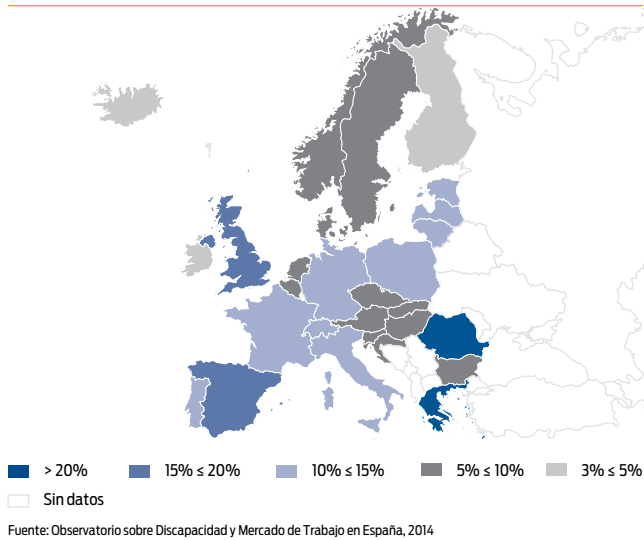 > 20% 15% ≤ 20% 10% ≤ 15% 5% ≤ 10% 3% ≤ 5%
Sin datos
Fuente: Observatorio sobre Discapacidad y Mercado de Trabajo en España, 2014